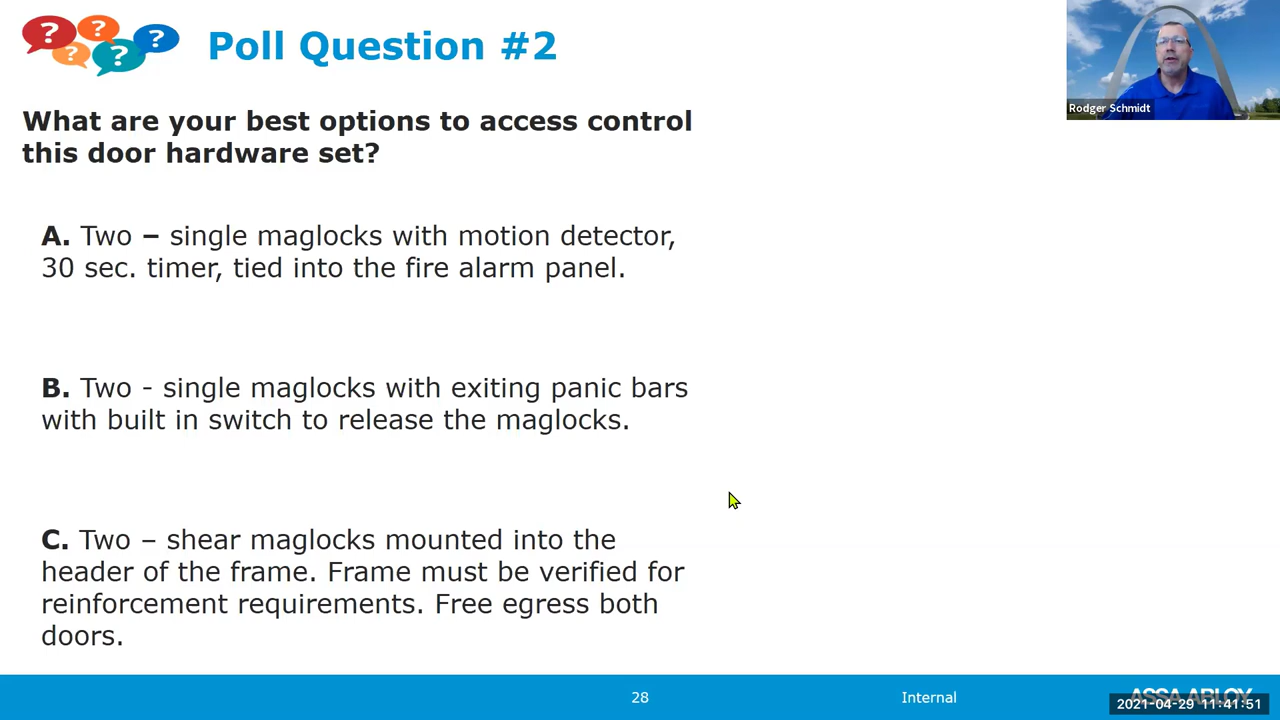 ? ? ? ? ?
Poll Question #2
Rodger Schmidt
What are your best options to access control
this door hardware set?
A. Two – single maglocks with motion detector,
30 sec. timer, tied into the fire alarm panel.
B. Two - single maglocks with exiting panic bars
with built in switch to release the maglocks.
C. Two – shear maglocks mounted into the
header of the frame. Frame must be verified for
reinforcement requirements. Free egress both
doors.
28
Internal
ASSA ABLOY
2021-04-29 11:41:51